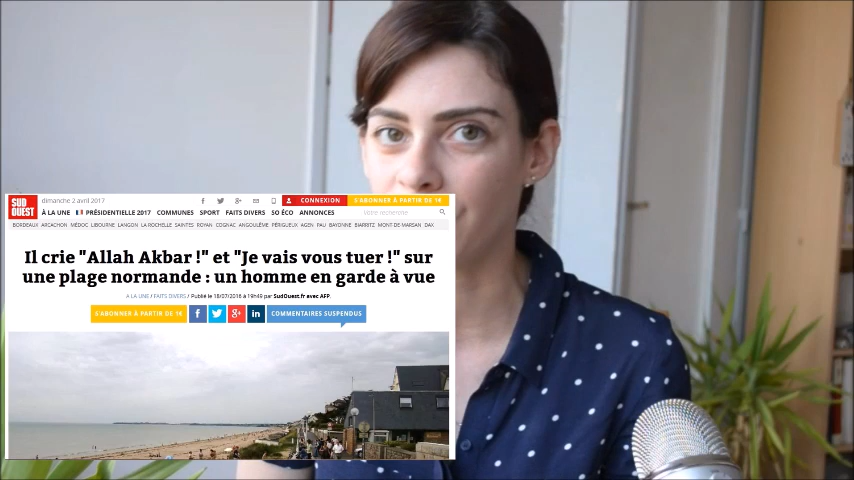 SUD
OUEST
dimanche 2 avril 2017
CONNEXION
S'ABONNER À PARTIR DE 1€
À LA UNE PRÉSIDENTIELLE 2017 COMMUNES SPORT FAITS DIVERS SO ÉCO ANNONCES
votre recherche
BORDEAUX ARCACHON MÉDOC LIBOURNE LANGON LA ROCHELLE SAINTES ROYAN COGNAC ANGOULÊME PÉRIGUEUX AGEN PAU BAYONNE BIARRITZ MONT-DE-MARSAN DAX
Il crie "Allah Akbar !" et "Je vais vous tuer !" sur
une plage normande : un homme en garde à vue
A LA UNE / FAITS DIVERS / Publié le 18/07/2016 à 19h49 par SudOuest.fr avec AFP.
S'ABONNER À PARTIR DE 1€
COMMENTAIRES SUSPENDUS